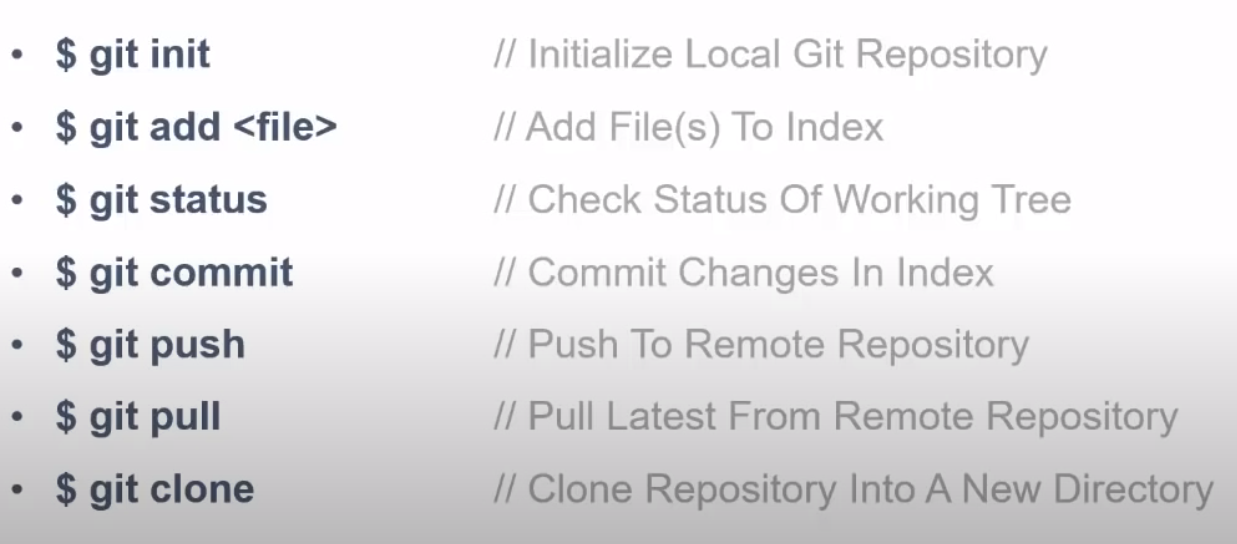 • $ git init // Initialize Local Git Repository
• $ git add <file> // Add File(s) To Index
• $ git status // Check Status Of Working Tree
• $ git commit // Commit Changes In Index
• $ git push // Push To Remote Repository
• $ git pull // Pull Latest From Remote Repository
• $ git clone // Clone Repository Into A New Directory